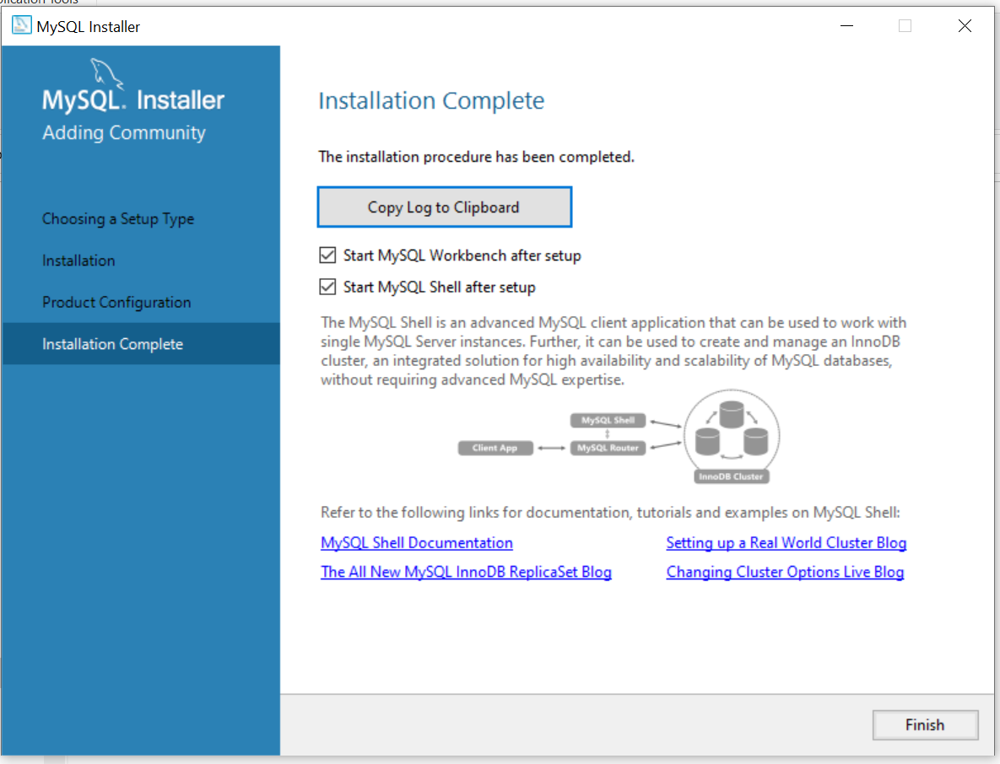 MySQL Installer
MySQL. Installer
Adding Community
Choosing a Setup Type
Installation
Product Configuration
Installation Complete
Installation Complete
The installation procedure has been completed.
Copy Log to Clipboard
Start MySQL Workbench after setup
Start MySQL Shell after setup
The MySQL Shell is an advanced MySQL client application that can be used to work with
single MySQL Server instances. Further, it can be used to create and manage an InnoDB
cluster, an integrated solution for high availability and scalability of MySQL databases,
without requiring advanced MySQL expertise.
MySQL Shell
Client App
MySQL Router
InnoDB Cluster
Refer to the following links for documentation, tutorials and examples on MySQL Shell:
MySQL Shell Documentation
Setting up a Real World Cluster Blog
The All New MySQL InnoDB ReplicaSet Blog
Changing Cluster Options Live Blog
Finish